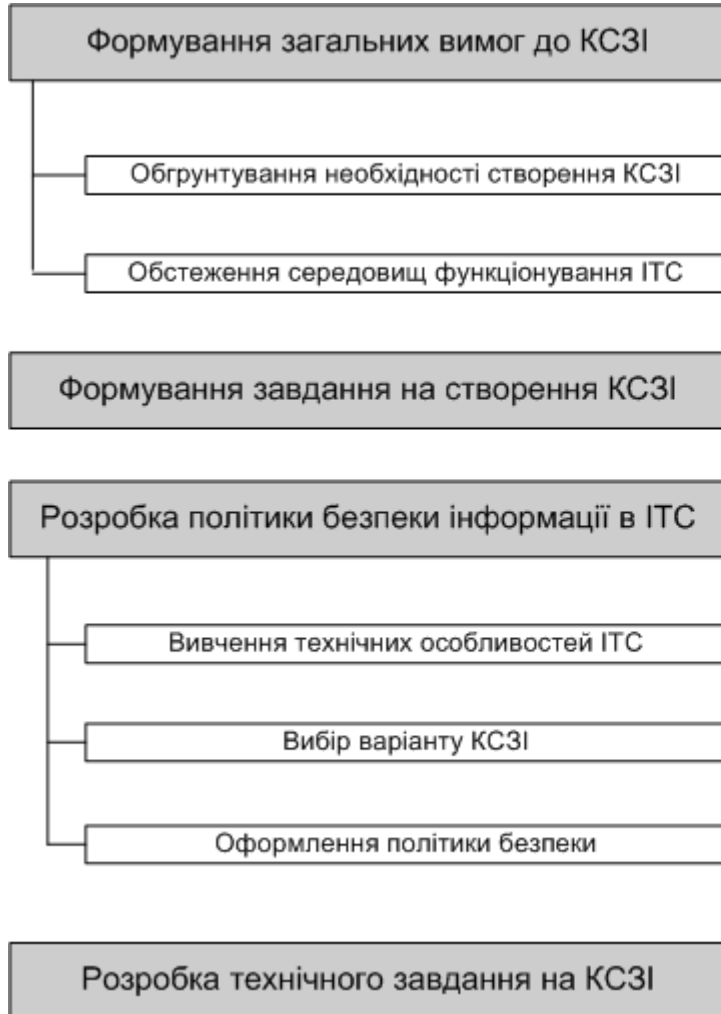 Формування загальних вимог до КСЗІ
Обгрунтування необхідності створення КСЗІ
Обстеження середовищ функціонування ІТС
Формування завдання на створення КСЗІ
Розробка політики безпеки інформації в ІТС
Вивчення технічних особливостей ІТС
Вибір варіанту КСЗІ
Оформлення політики безпеки
Розробка технічного завдання на КСЗІ